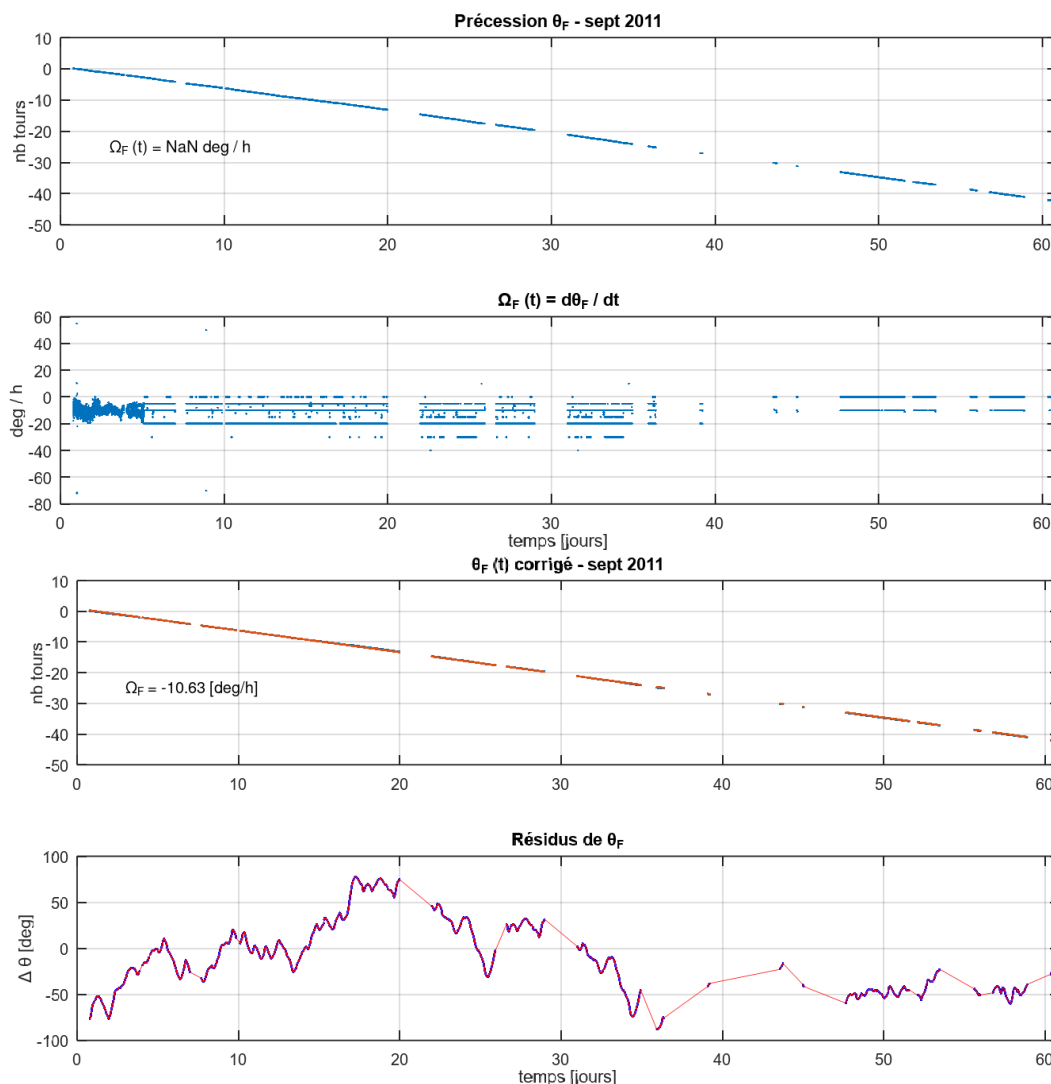 Précession θF - sept 2011
10
0
-10
-20
-30
-40
-50
nb tours
ΩF (t) = NaN deg / h
0 10 20 30 40 50 60
ΩF (t) = dθF / dt
60
40
20
0
-20
-40
-60
-80
deg / h
0 10 20 30 40 50 60
temps [jours]
θF (t) corrigé - sept 2011
10
0
-10
-20
-30
-40
-50
nb tours
ΩF = -10.63 [deg/h]
0 10 20 30 40 50 60
Résidus de θF
100
50
0
-50
-100
Δ θ [deg]
0 10 20 30 40 50 60
temps [jours]